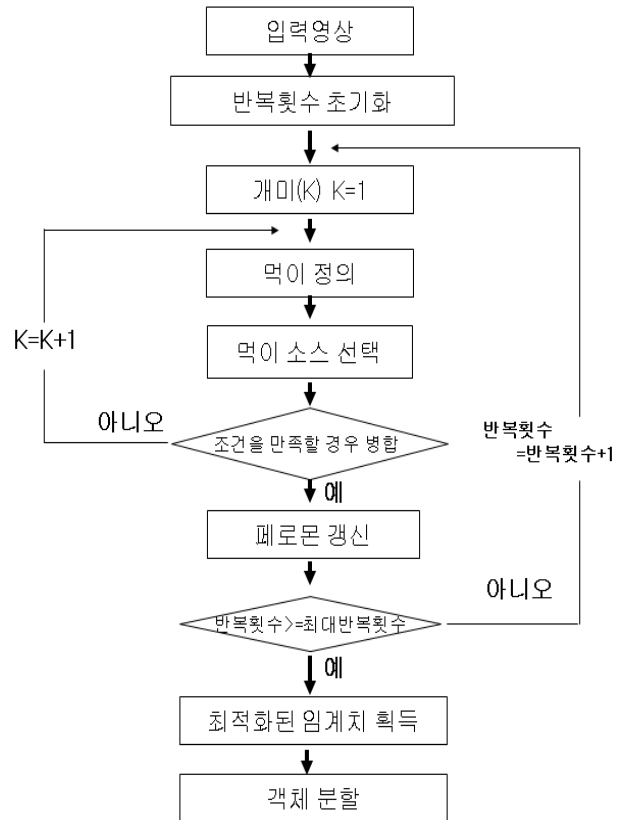 입력영상
반복횟수 초기화
개미(K) K=1
먹이 정의
먹이 소스 선택
K=K+1
아니오
조건을 만족할 경우 병합
반복횟수
=반복횟수+1
예
페로몬 갱신
아니오
반복횟수>=최대반복횟수
예
최적화된 임계치 획득
객체 분할